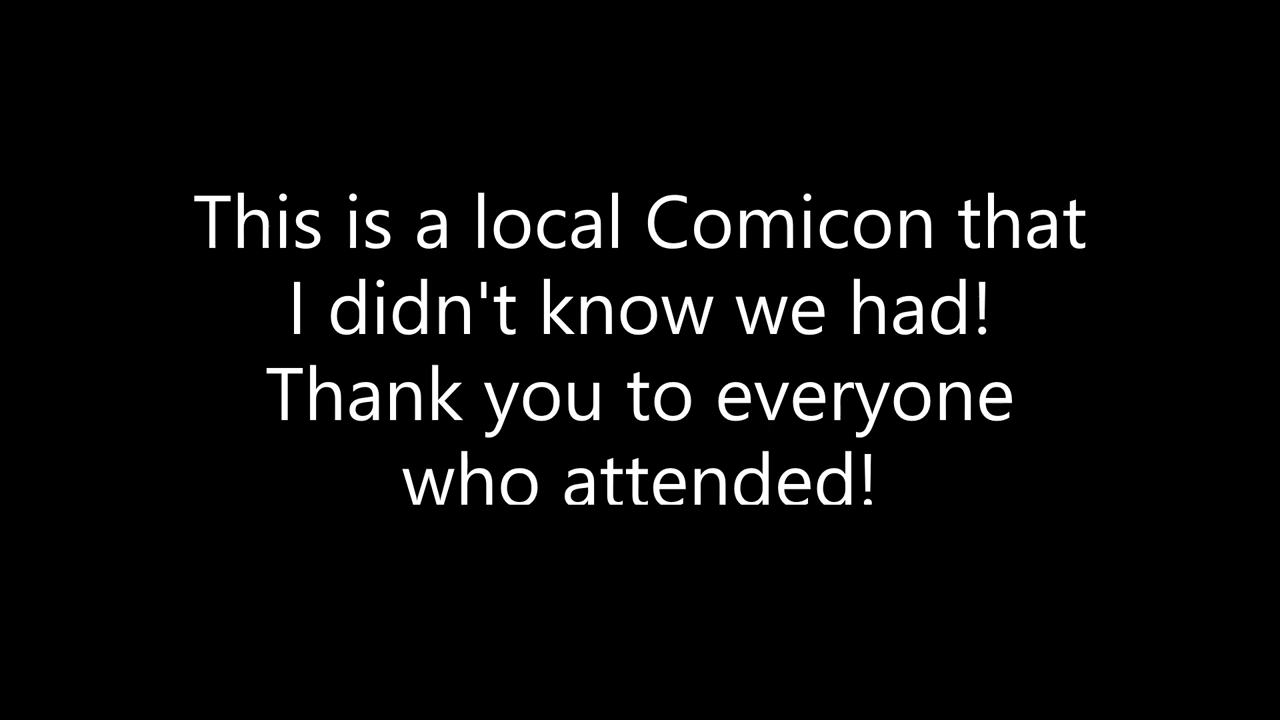 This is a local Comicon that
I didn't know we had!
Thank you to everyone
who attended!